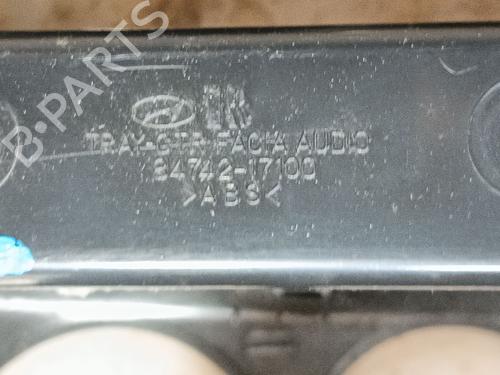 B-PARTS
TRAY-CTR FACIA AUDIO
84742-17100
>ABS<